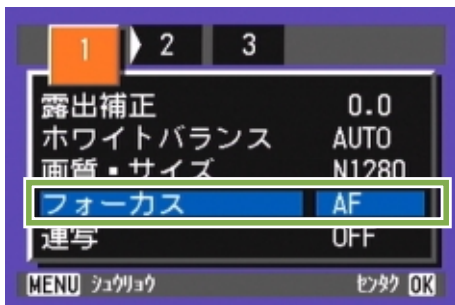 1 2 3
露出補正 0.0
ホワイトバランス AUTO
画質・サイズ N1280
フォーカス AF
連写 OFF
MENU ｼｭｳﾘｮｳ ｾﾝﾀｸ OK